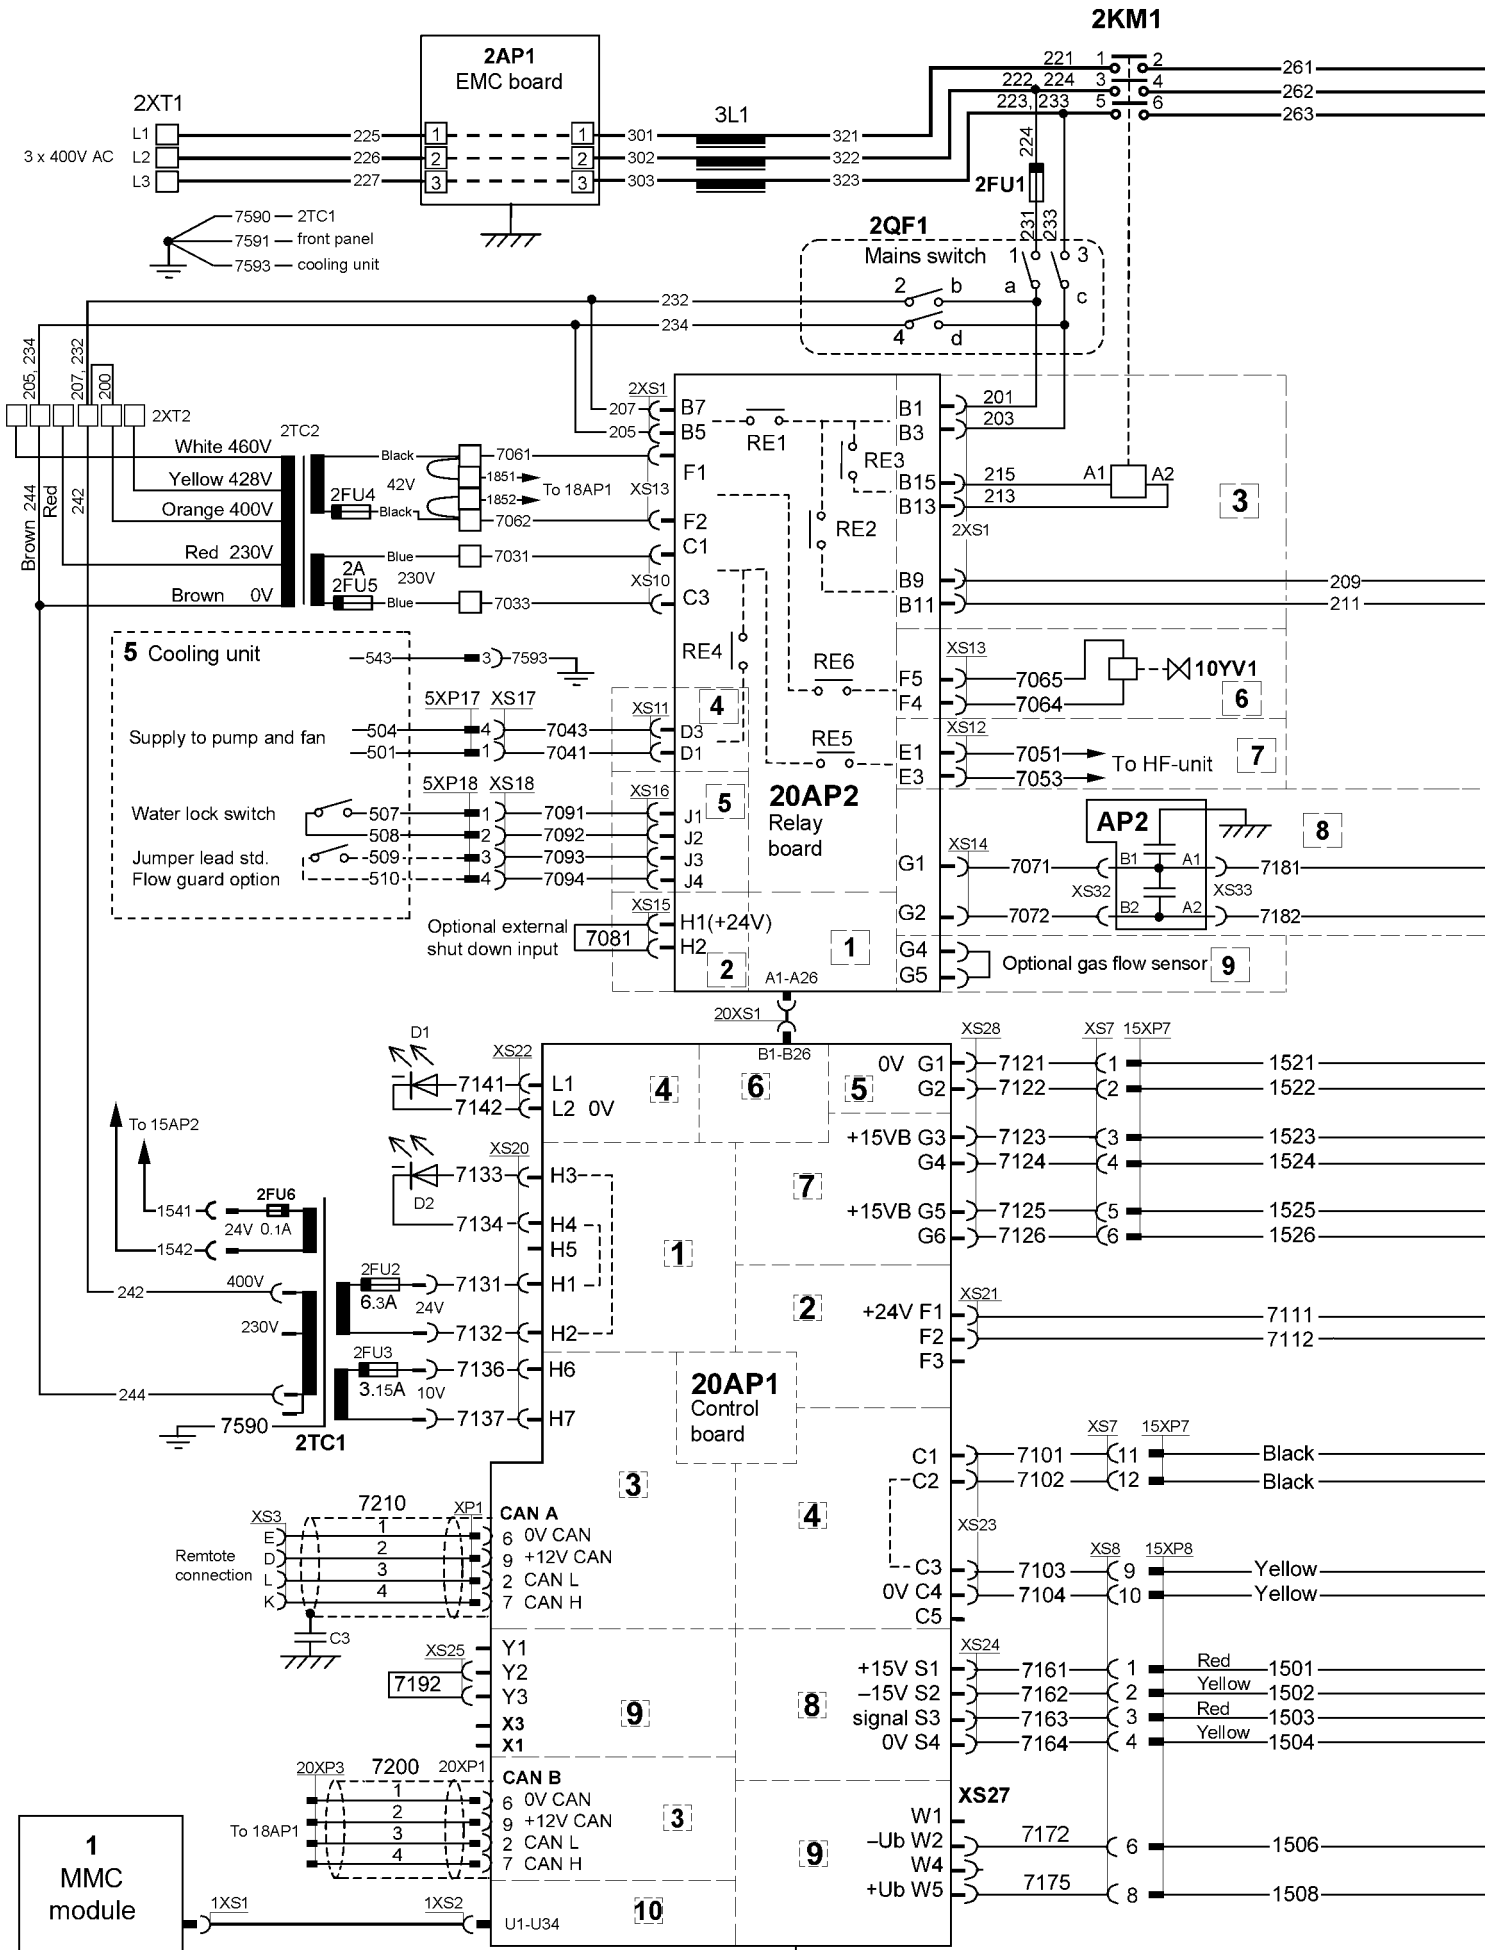 2KM1
2AP1
EMC board
221 1 2 261
222, 224 3 4 262
223, 233 5 6 263
2XT1
3L1
L1 225 1 1 301 321
3 x 400V AC L2 226 2 2 302 322
L3 227 3 3 303 323
224
2FU1
231 233
7590 2TC1
7591 front panel
7593 cooling unit
2QF1
Mains switch 1 3
2 b a c
232
234
4 d
205, 234
207, 232
200
2XT2
2XS1
207 B7
205 B5
RE1
RE3
B1 201
B3 203
B15 215 A1 A2
B13 213
2XS1
3
White 460V
2TC2
Black 7061
F1
1851
42V
1852 To 18AP1
XS13
Yellow 428V
2FU4
Black 7062 F2
Orange 400V
RE2
Brown 244
Red
242
Red 230V
Blue 7031 C1
2A
2FU5
230V
XS10
Brown 0V
Blue 7033 C3
B9 209
B11 211
5 Cooling unit
543 3 7593
RE4
RE6
XS13
F5 7065
F4 7064
10YV1
6
5XP17 XS17
XS11
4
504 4 7043 D3
Supply to pump and fan
501 1 7041 D1
RE5
XS12
E1 7051
E3 7053
To HF-unit
7
5XP18 XS18
XS16
5
Water lock switch 507 1 7091 J1
508 2 7092 J2
Jumper lead std. 509 3 7093 J3
Flow guard option 510 4 7094 J4
20AP2
Relay
board
AP2
8
XS14
G1 7071 B1 A1 7181
XS32 XS33
G2 7072 B2 A2 7182
XS15
Optional external
shut down input
7081
H1(+24V)
H2
2
1
A1-A26
G4
G5
Optional gas flow sensor 9
20XS1
B1-B26
D1
XS22
7141 L1
7142 L2 0V
4
6
5
XS28 XS7 15XP7
0V G1 7121 1 1521
G2 7122 2 1522
+15VB G3 7123 3 1523
G4 7124 4 1524
+15VB G5 7125 5 1525
G6 7126 6 1526
To 15AP2
XS20
7133 H3
D2
7134 H4
H5
7
1
2FU6
1541
24V 0.1A
1542
242 400V
2FU2
6.3A
24V
7131 H1
230V
7132 H2
2
XS21
+24V F1 7111
F2 7112
F3
2FU3
3.15A
10V
7136 H6
244
7137 H7
7590
2TC1
20AP1
Control
board
3
4
XS7 15XP7
C1 7101 11 Black
C2 7102 12 Black
XS23
XS8 15XP8
C3 7103 9 Yellow
0V C4 7104 10 Yellow
C5
7210
XS3
XP1
CAN A
E 1 6 0V CAN
Remtote
connection
D 2 9 +12V CAN
L 3 2 CAN L
K 4 7 CAN H
C3
XS25
Y1
Y2
7192
Y3
X3
X1
9
8
XS24
+15V S1 7161 1 Red 1501
–15V S2 7162 2 Yellow 1502
signal S3 7163 3 Red 1503
0V S4 7164 4 Yellow 1504
20XP3 7200 20XP1
CAN B
1 6 0V CAN
2 9 +12V CAN
To 18AP1
3 2 CAN L
4 7 CAN H
3
9
XS27
W1
–Ub W2 7172 6 1506
W4
+Ub W5 7175 8 1508
1
MMC
module
1XS1 1XS2
U1-U34
10